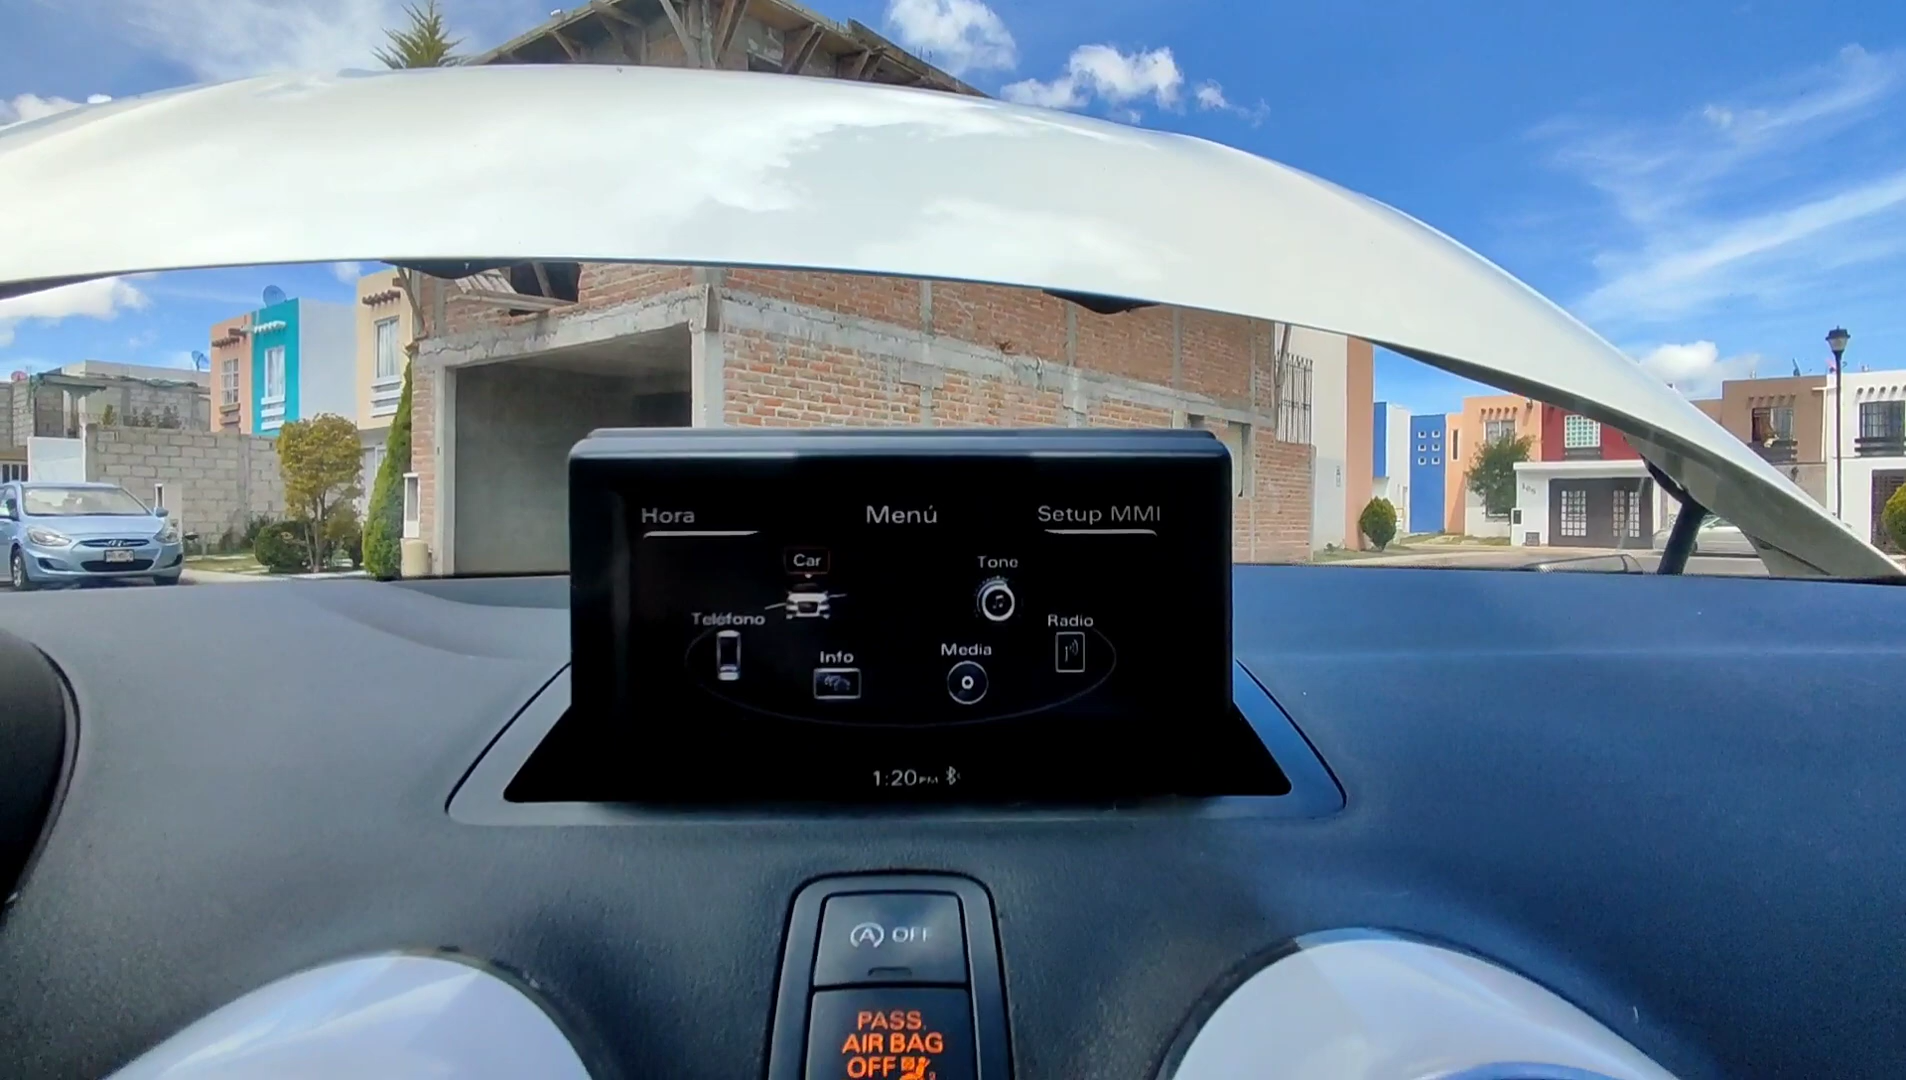 Hora
Menú
Setup MMI
Car
Tone
Teléfono
Radio
Info
Media
1:20PM
A OFF
PASS.
AIR BAG
OFF